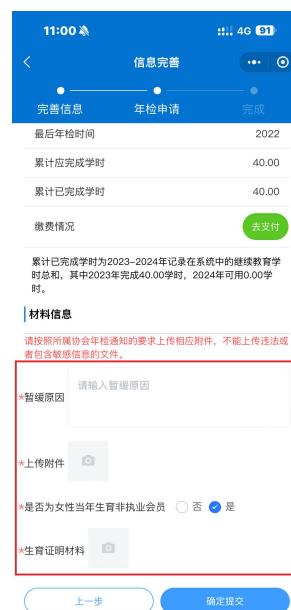 11:00 4G 91
信息完善
完善信息 年检申请 完成
最后年检时间 2022
累计应完成学时 40.00
累计已完成学时 40.00
缴费情况 去支付
累计已完成学时为2023-2024年记录在系统中的继续教育学
时总和，其中2023年完成40.00学时，2024年可用0.00学
时。
材料信息
请按照所属协会年检通知的要求上传相应附件，不能上传违法或
者包含敏感信息的文件。
*暂缓原因 请输入暂缓原因
*上传附件
*是否为女性当年生育非执业会员 否 是
*生育证明材料
上一步 确定提交